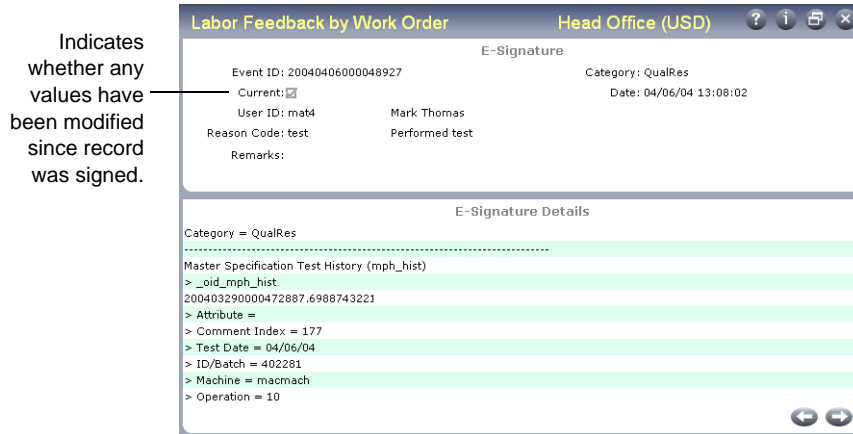 Indicates
whether any
values have
been modified
since record
was signed.
Labor Feedback by Work Order Head Office (USD) ? i
E-Signature
Event ID: 20040406000048927 Category: QualRes
Current: Date: 04/06/04 13:08:02
User ID: mat4 Mark Thomas
Reason Code: test Performed test
Remarks:
E-Signature Details
Category = QualRes
--------------------------------------------------------------------------
Master Specification Test History (mph_hist)
> _oid_mph_hist
200403290000472887.6988743221
> Attribute =
> Comment Index = 177
> Test Date = 04/06/04
> ID/Batch = 402281
> Machine = macmach
> Operation = 10